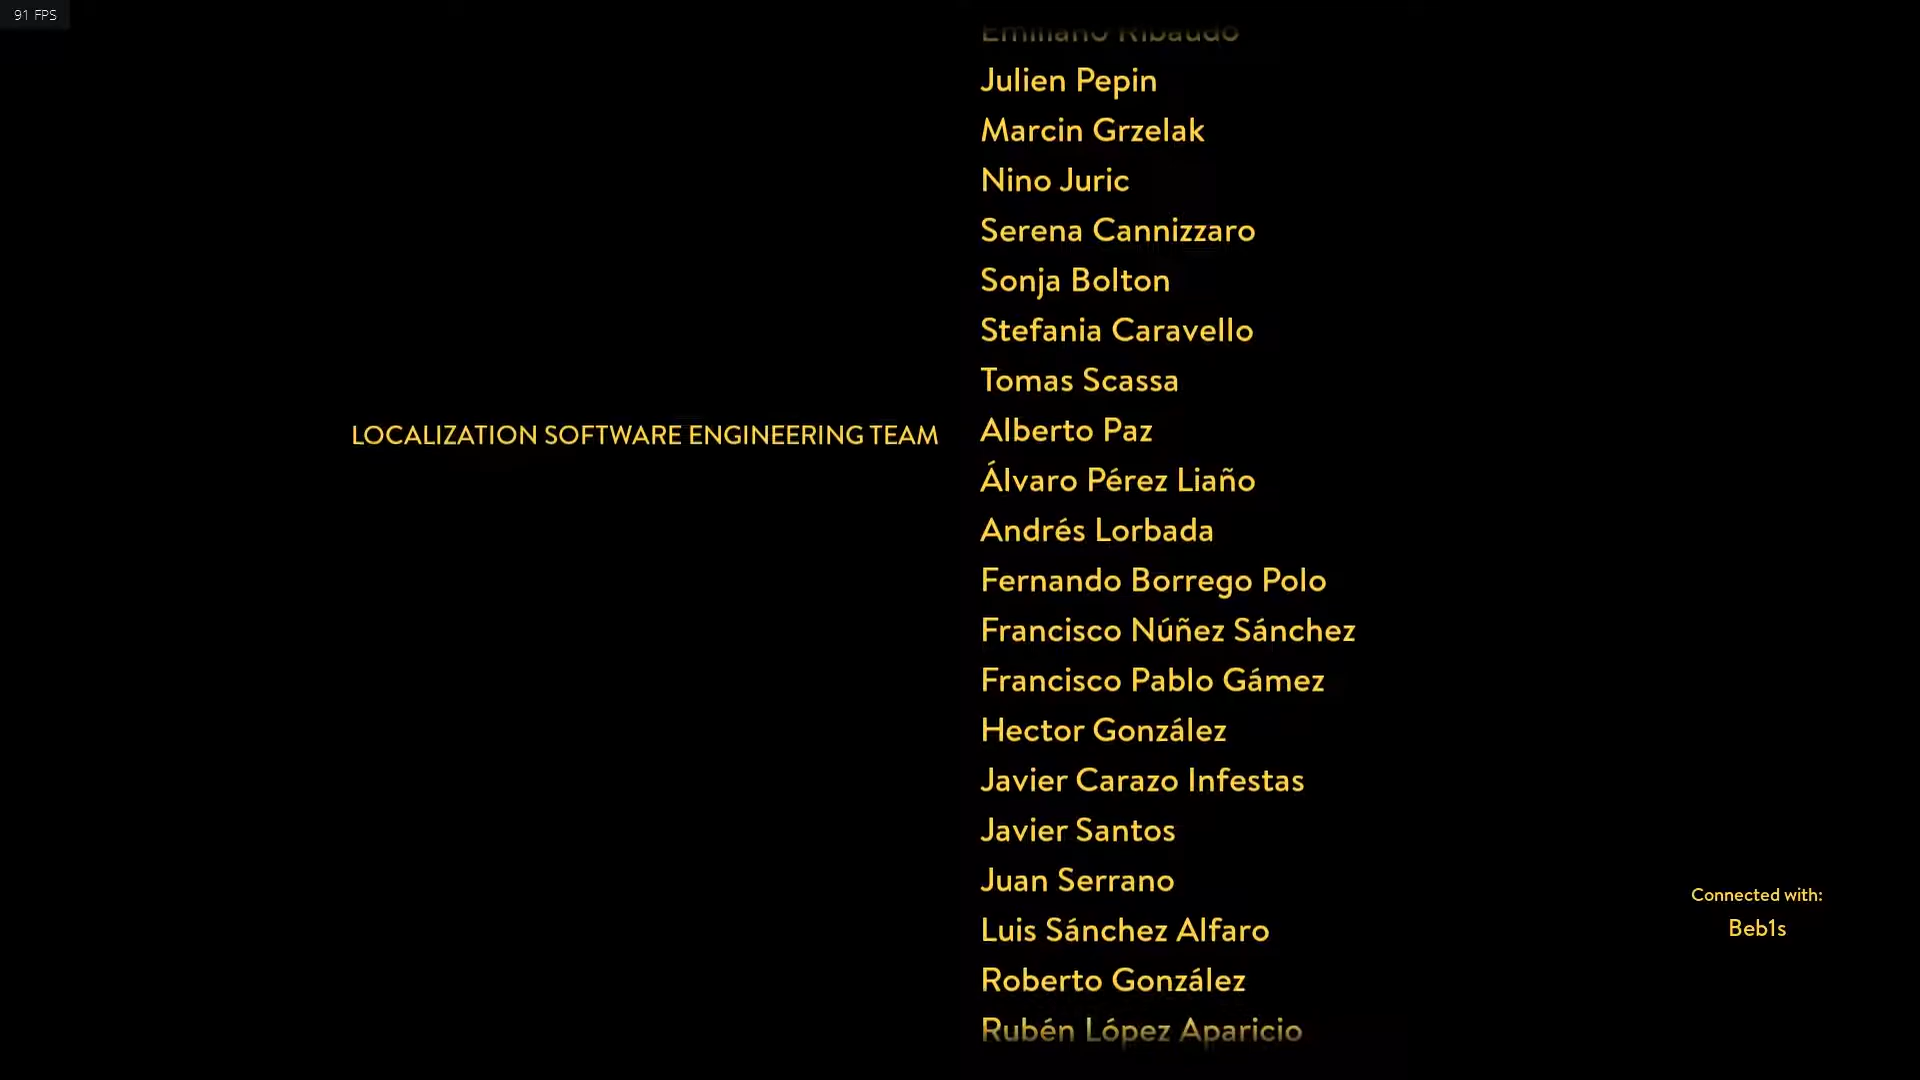 91 FPS
Emiliano Ribaudo
Julien Pepin
Marcin Grzelak
Nino Juric
Serena Cannizzaro
Sonja Bolton
Stefania Caravello
Tomas Scassa
LOCALIZATION SOFTWARE ENGINEERING TEAM Alberto Paz
Álvaro Pérez Liaño
Andrés Lorbada
Fernando Borrego Polo
Francisco Núñez Sánchez
Francisco Pablo Gámez
Hector González
Javier Carazo Infestas
Javier Santos
Juan Serrano
Luis Sánchez Alfaro
Roberto González
Rubén López Aparicio
Connected with:
Beb1s